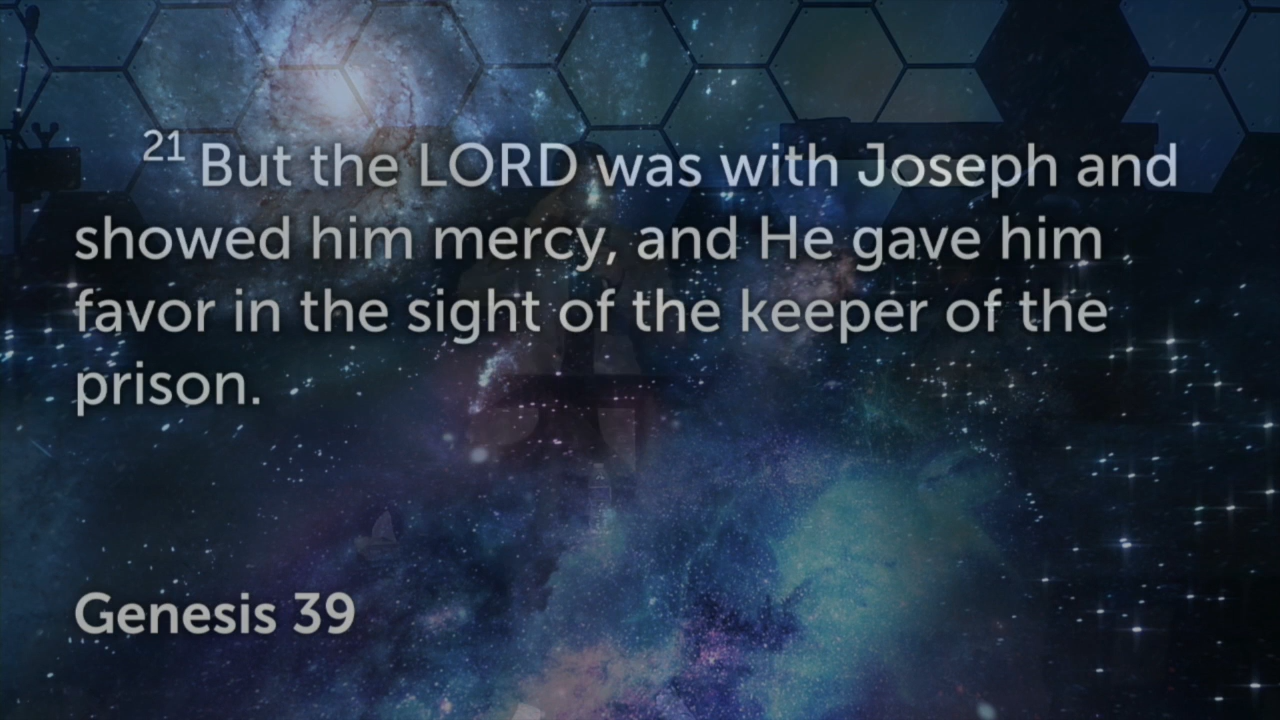 21 But the LORD was with Joseph and
showed him mercy, and He gave him
favor in the sight of the keeper of the
prison.
Genesis 39